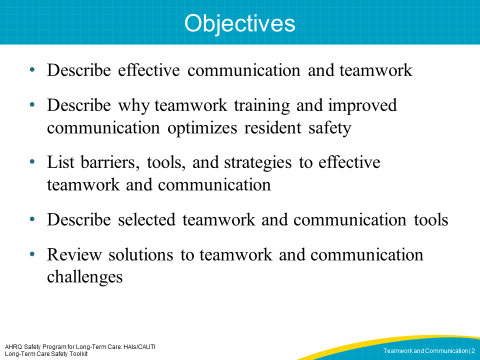 Objectives
• Describe effective communication and teamwork
• Describe why teamwork training and improved
communication optimizes resident safety
• List barriers, tools, and strategies to effective
teamwork and communication
• Describe selected teamwork and communication tools
• Review solutions to teamwork and communication
challenges
AHRQ Safety Program for Long-Term Care: HAIs/CAUTI
Long-Term Care Safety Toolkit
Teamwork and Communication | 2